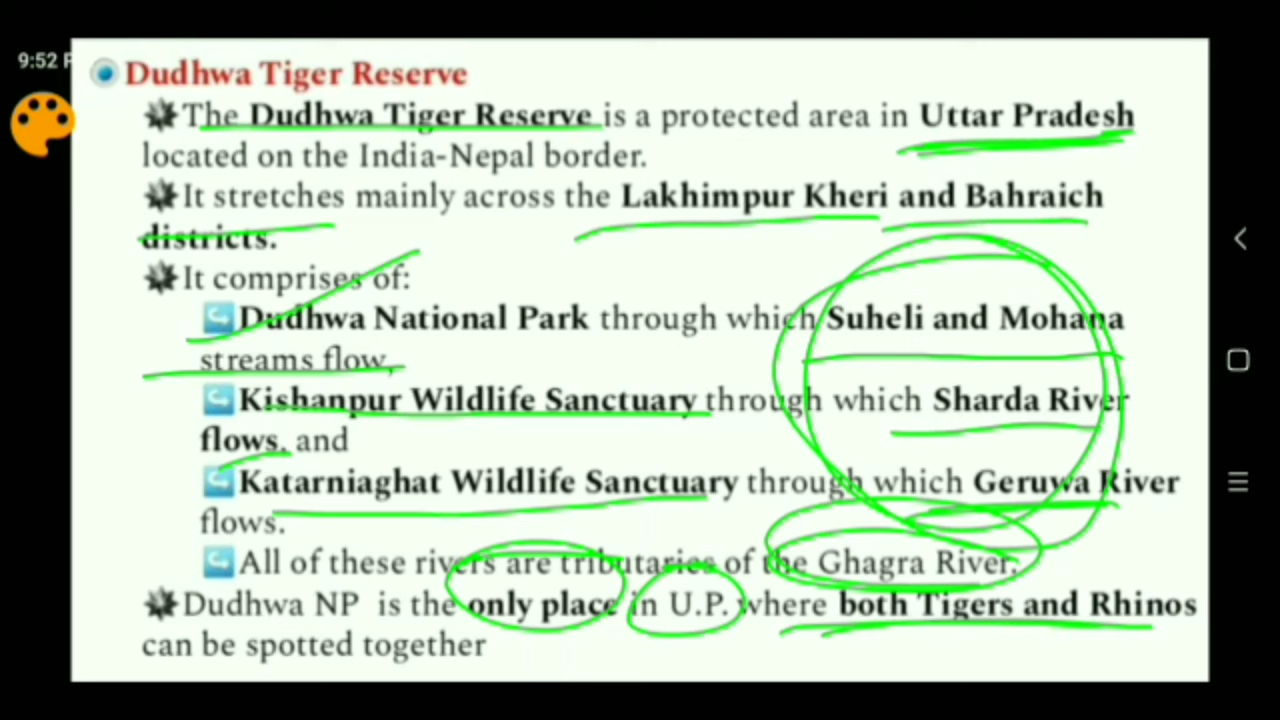 9:52
Dudhwa Tiger Reserve
The Dudhwa Tiger Reserve is a protected area in Uttar Pradesh
located on the India-Nepal border.
It stretches mainly across the Lakhimpur Kheri and Bahraich
districts.
It comprises of:
Dudhwa National Park through which Suheli and Mohana
streams flow,
Kishanpur Wildlife Sanctuary through which Sharda River
flows, and
Katarniaghat Wildlife Sanctuary through which Geruwa River
flows.
All of these rivers are tributaries of the Ghagra River.
Dudhwa NP is the only place in U.P. where both Tigers and Rhinos
can be spotted together